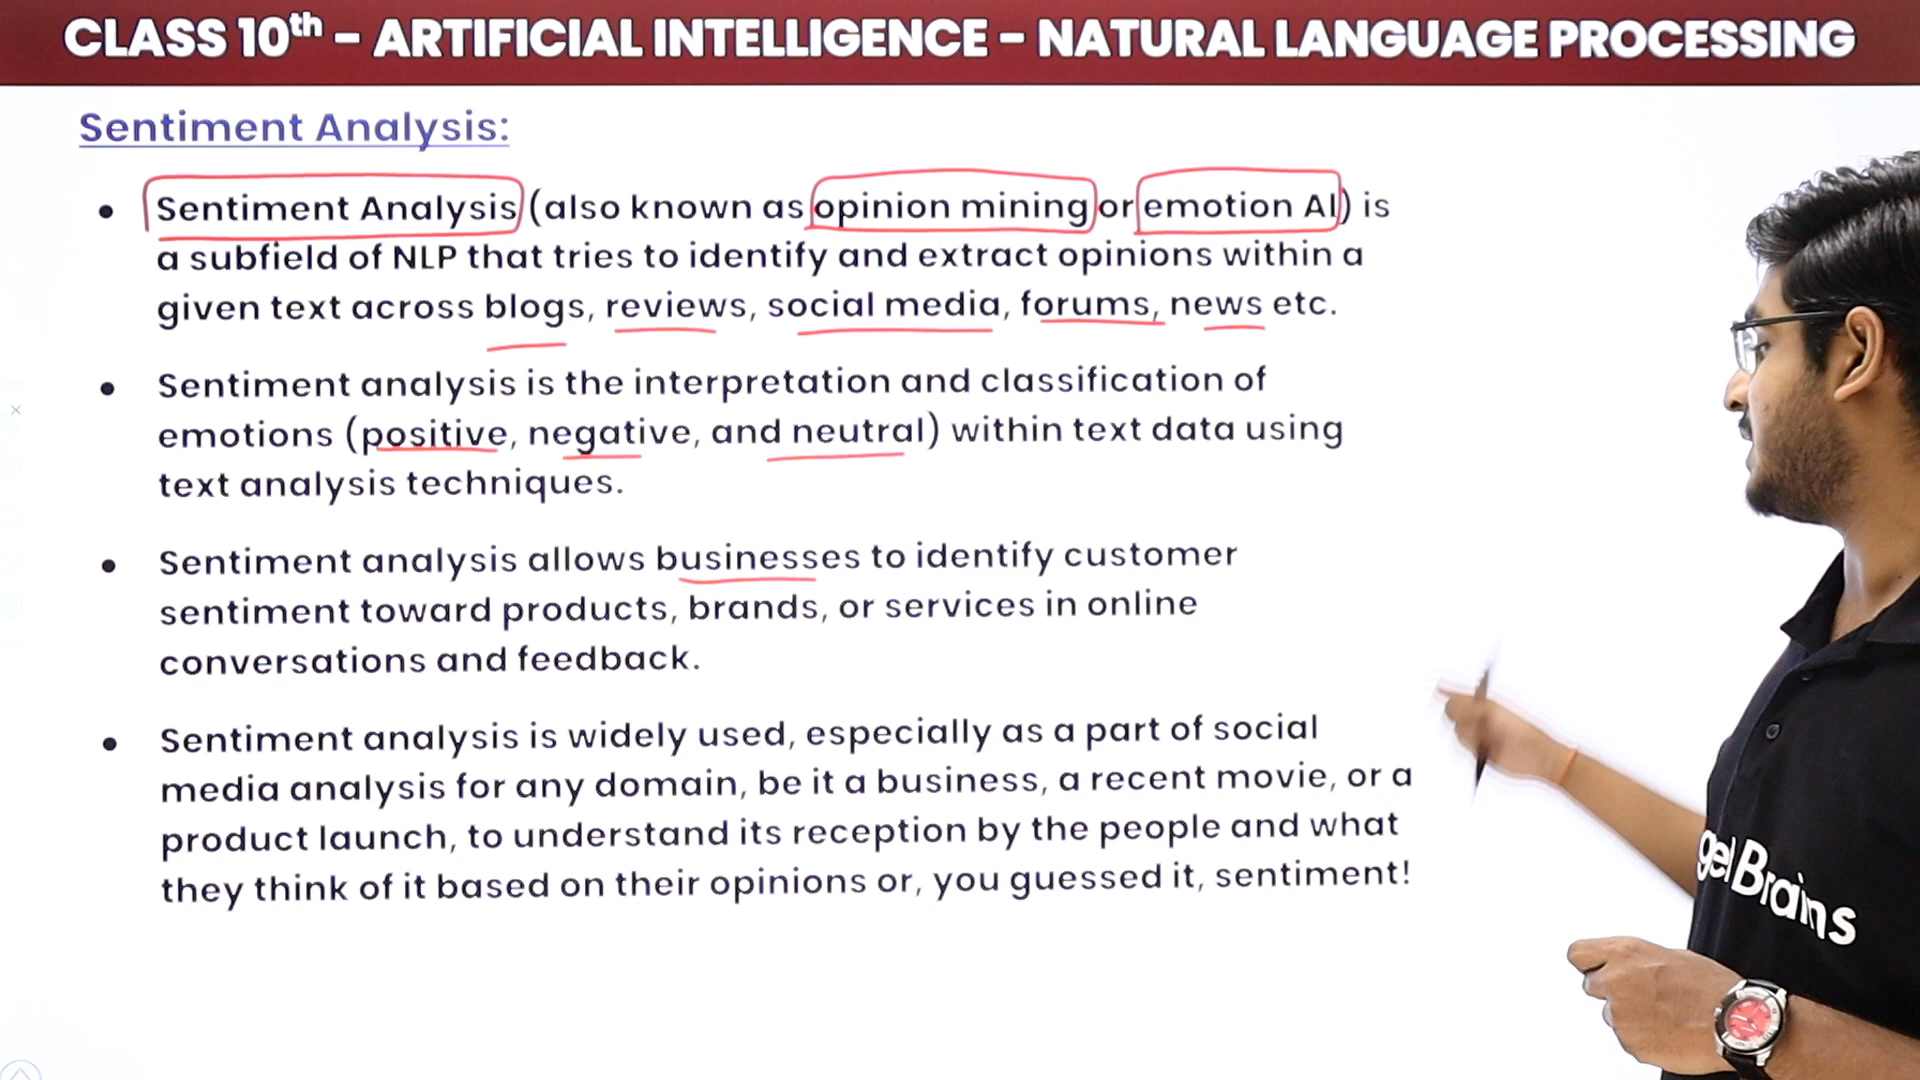 CLASS 10th - ARTIFICIAL INTELLIGENCE - NATURAL LANGUAGE PROCESSING
Sentiment Analysis:
• Sentiment Analysis (also known as opinion mining or emotion AI) is
a subfield of NLP that tries to identify and extract opinions within a
given text across blogs, reviews, social media, forums, news etc.
• Sentiment analysis is the interpretation and classification of
emotions (positive, negative, and neutral) within text data using
text analysis techniques.
• Sentiment analysis allows businesses to identify customer
sentiment toward products, brands, or services in online
conversations and feedback.
• Sentiment analysis is widely used, especially as a part of social
media analysis for any domain, be it a business, a recent movie, or a
product launch, to understand its reception by the people and what
they think of it based on their opinions or, you guessed it, sentiment!
gelBrains